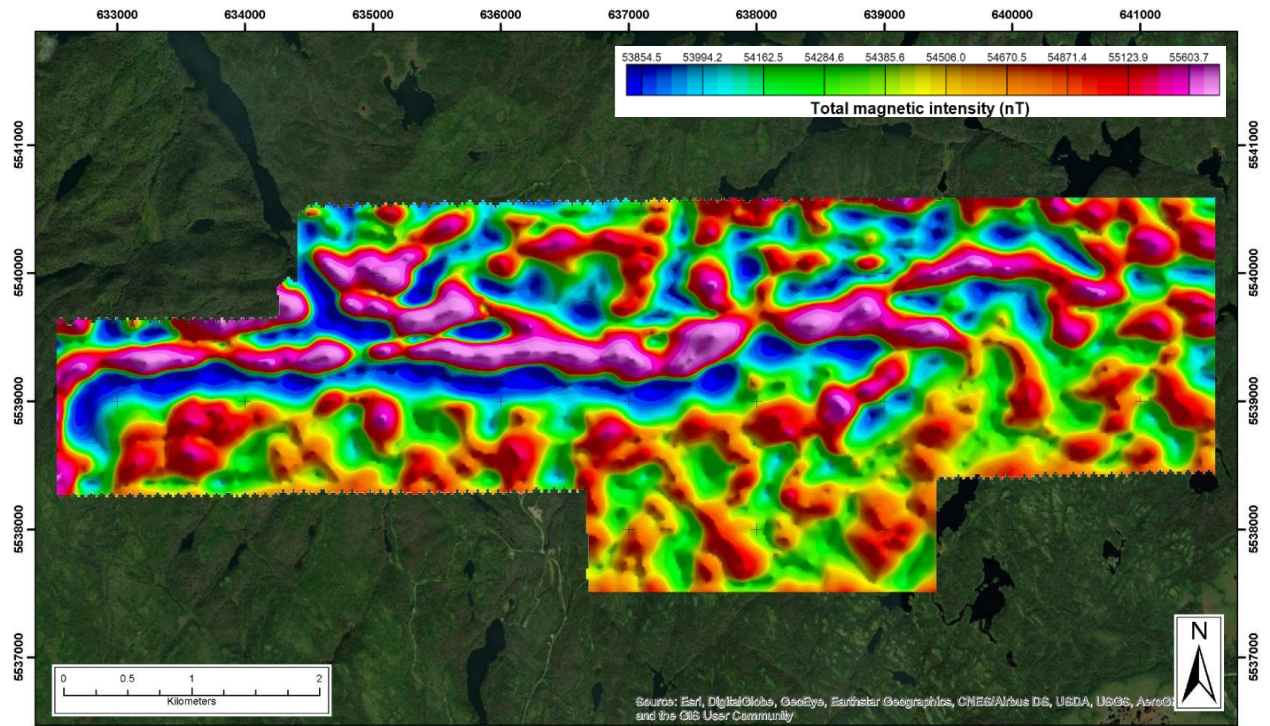 633000 634000 635000 636000 637000 638000 639000 640000 641000
53854.5 53994.2 54162.5 54284.6 54385.6 54506.0 54670.5 54871.4 55123.9 55603.7
Total magnetic intensity (nT)
5541000 5541000
5540000 5540000
5539000 5539000
5538000 5538000
5537000 5537000
N
0 0.5 1 2
Kilometers
Source: Esri, DigitalGlobe, GeoEye, Earthstar Geographics, CNES/Airbus DS, USDA, USGS,
and the GIS User Community